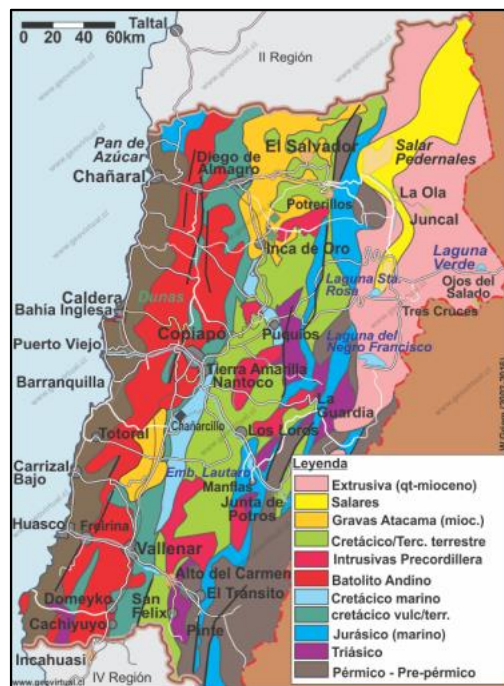 0 20 40 60km
Taltal
II Región
Pan de
Azúcar
Chañaral
Diego de
Almagro
El Salvador
Salar
Pedernales
Potrerillos
La Ola
Juncal
Inca de Oro
Laguna
Verde
Laguna Sta.
Rosa
Ojos del
Salado
Caldera
Bahía Inglesa
Dunas
Tres Cruces
Puerto Viejo
Copiapó
Puquios
Laguna del
Negro Francisco
Barranquilla
Tierra Amarilla
Nantoco
La
Guardia
Totoral
Chañarcillo
Los Loros
Carrizal
Bajo
Emb. Lautaro
Manflas
Junta de
Potros
Huasco
Freirina
Vallenar
Alto del Carmen
El Tránsito
Domeyko
San
Felix
Cachiyuyo
Pinte
Incahuasi
IV Región
www.geovirtual.cl
Leyenda
Extrusiva (qt-mioceno)
Salares
Gravas Atacama (mioc.)
Cretácico/Terc. terrestre
Intrusivas Precordillera
Batolito Andino
Cretácico marino
cretácico vulc/terr.
Jurásico (marino)
Triásico
Pérmico - Pre-pérmico